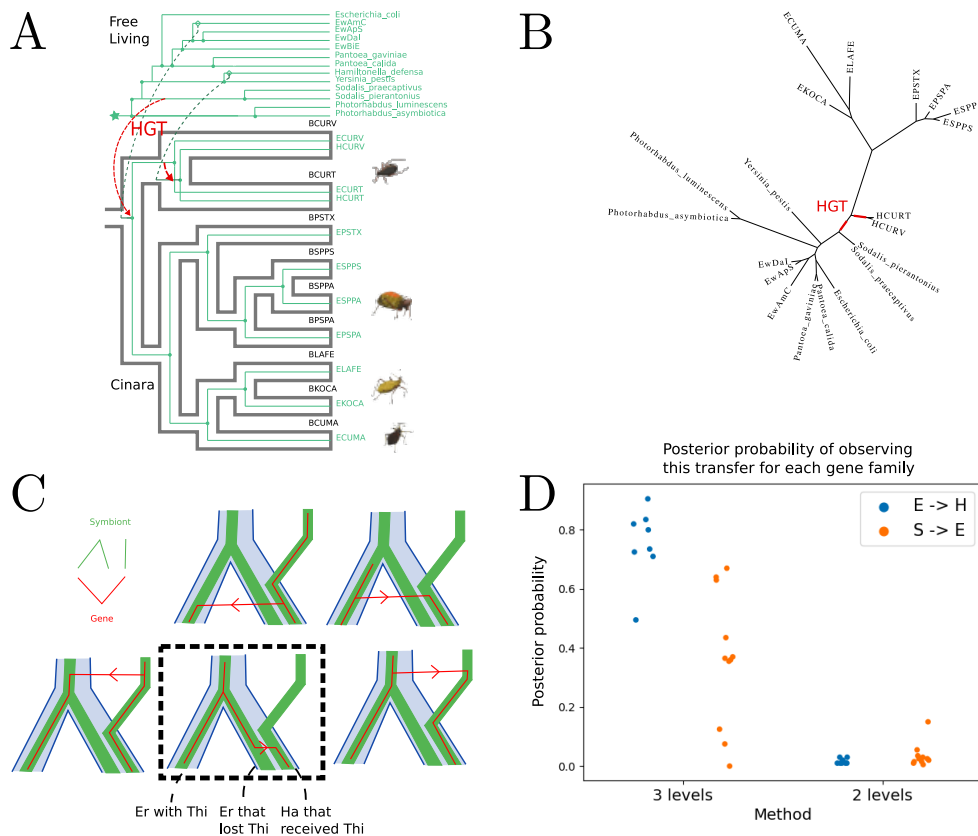 A
Free
Living
Escherichia_coli
EwAmC
EwApS
EwDaI
EwBiE
Pantoea_gaviniae
Pantoea_calida
Hamiltonella_defensa
Yersinia_pestis
Sodalis_praecaptivus
Sodalis_pierantonius
Photorhabdus_luminescens
Photorhabdus_asymbiotica
HGT
BCURV
ECURV
HCURV
BCURT
ECURT
HCURT
BPSTX
EPSTX
BSPPS
ESPPS
BSPPA
ESPPA
BPSPA
EPSPA
BLAFE
ELAFE
Cinara
BKOCA
EKOCA
BCUMA
ECUMA
B
ECUMA
ELAFE
EKOCA
EPSTX
EPSPA
ESPPA
ESPPS
Photorhabdus_luminescens
Yersinia_pestis
Photorhabdus_asymbiotica
HGT
HCURT
HCURV
Sodalis_pierantonius
Sodalis_praecaptivus
EwDaI
EwApS
EwAmC
Pantoea_gaviniae
Pantoea_calida
Escherichia_coli
C
Symbiont
Gene
Er with Thi
Er that
lost Thi
Ha that
received Thi
D
Posterior probability of observing
this transfer for each gene family
E -> H
S -> E
Posterior probability
0.8
0.6
0.4
0.2
0.0
3 levels
2 levels
Method